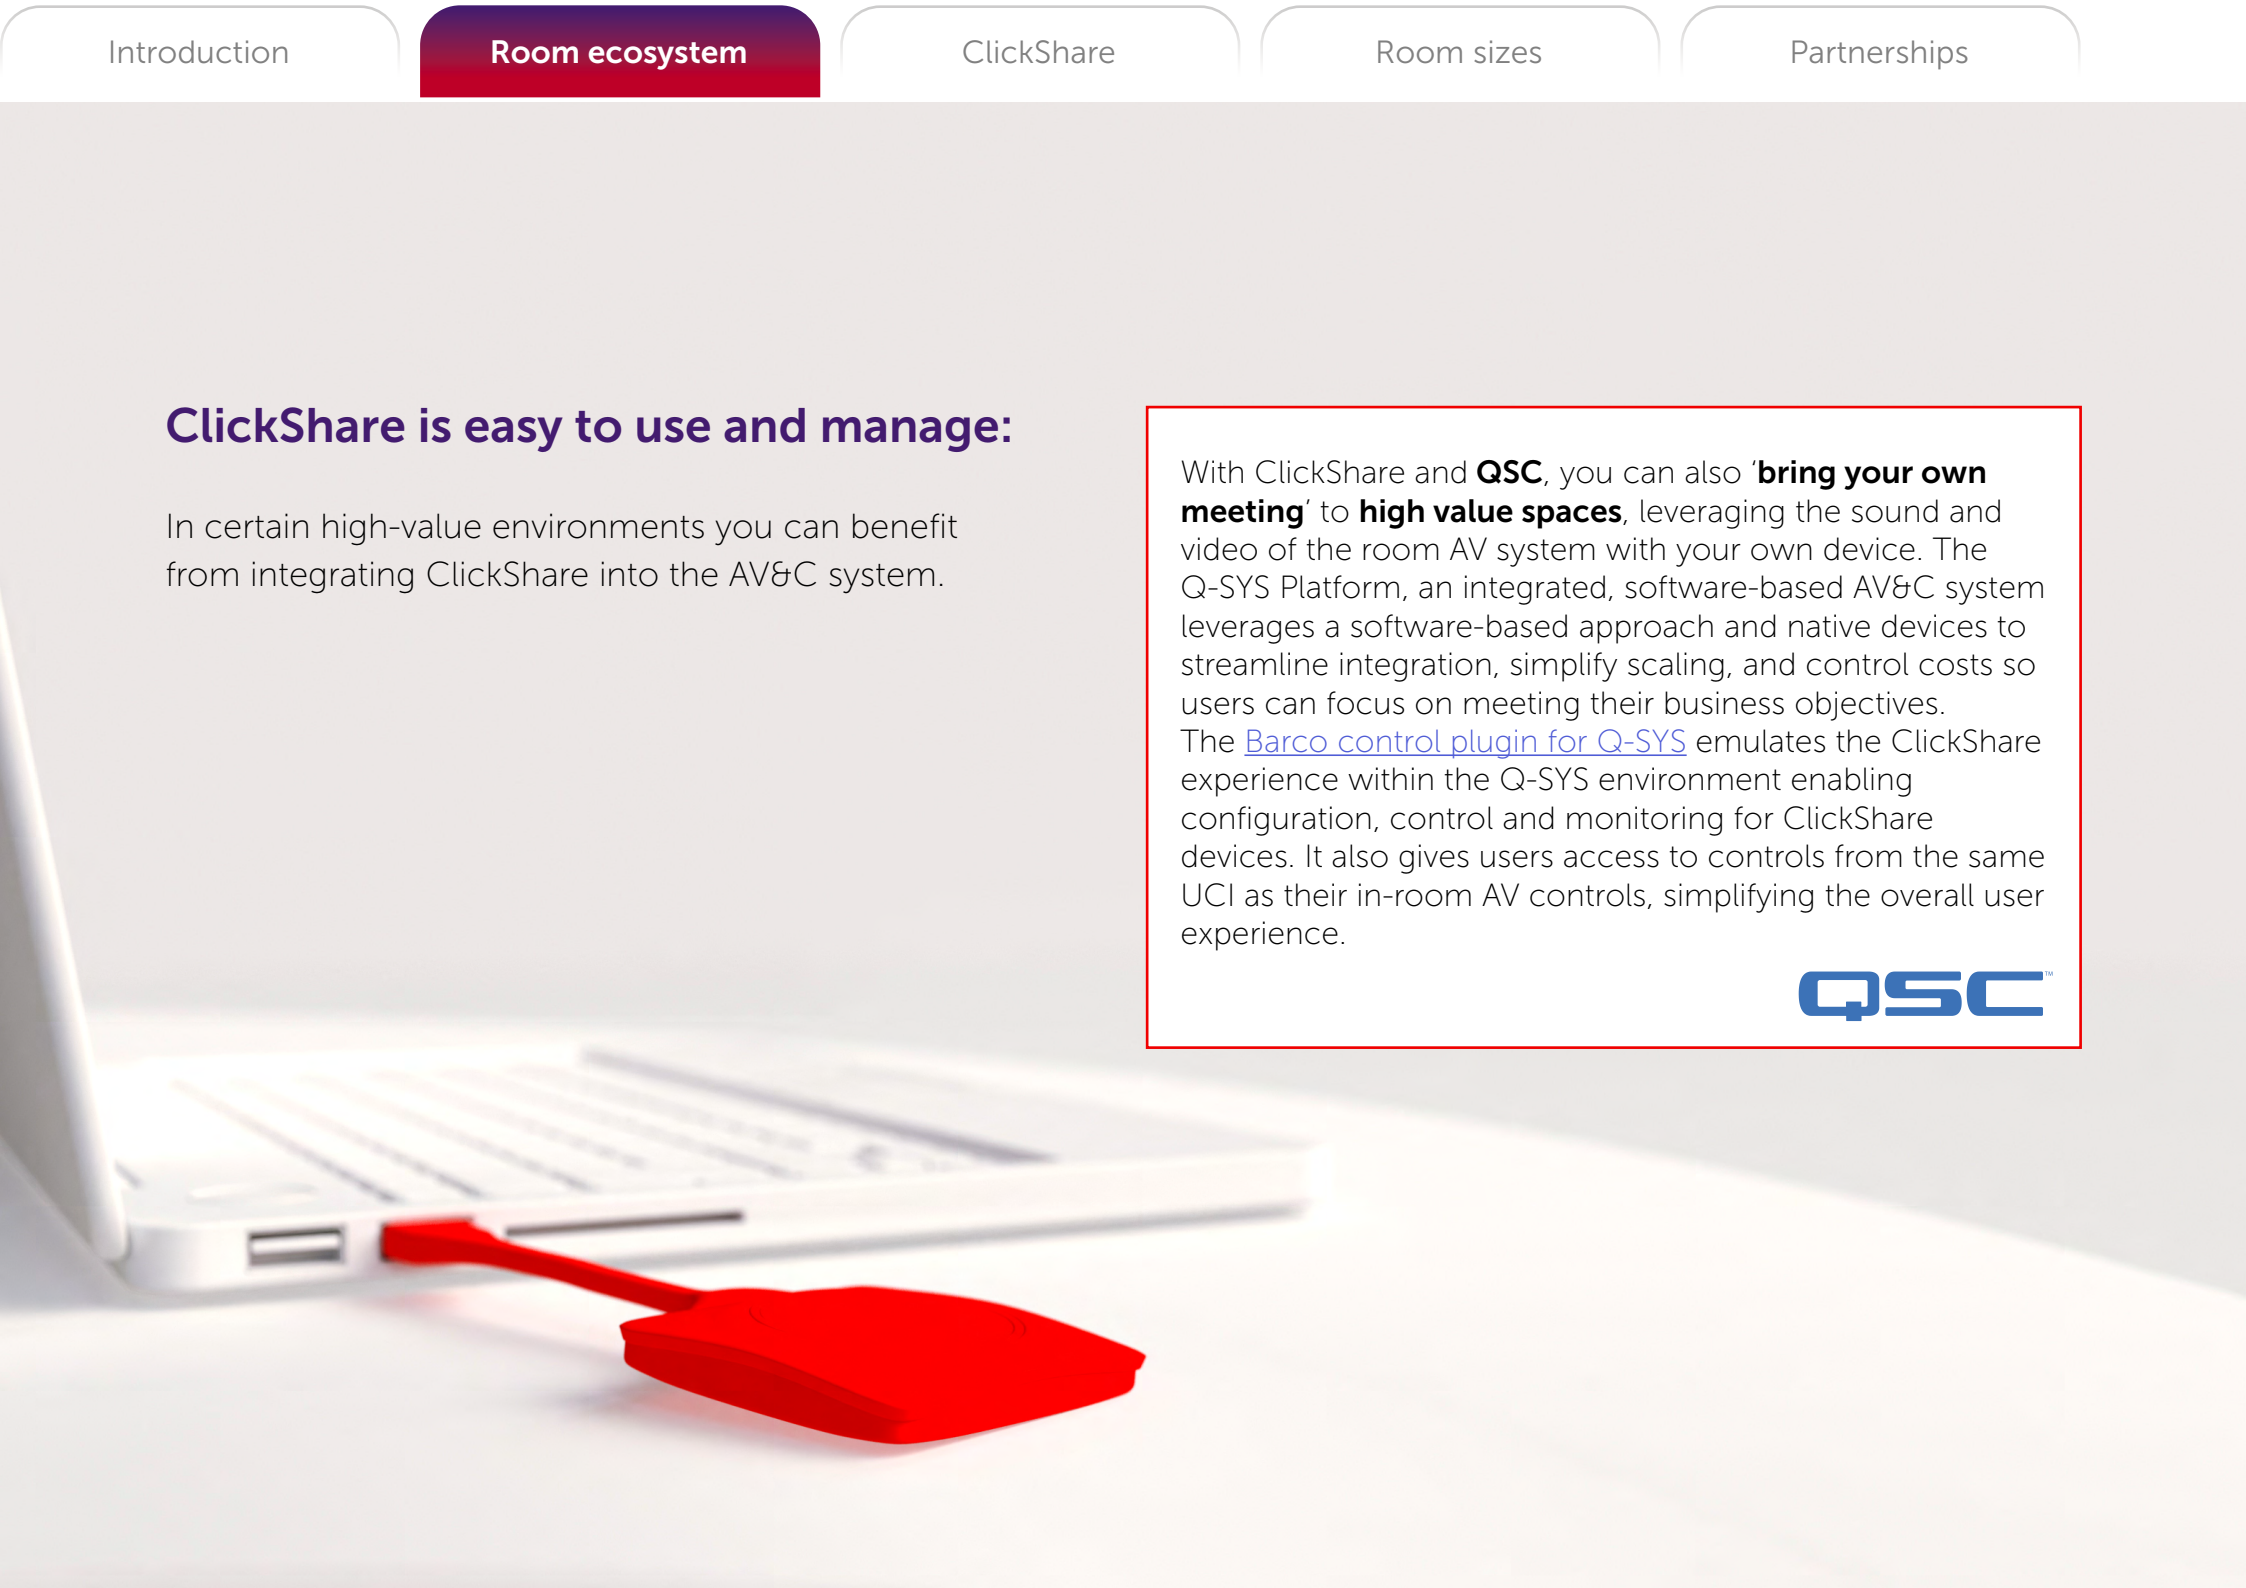 Introduction
Room ecosystem
ClickShare
Room sizes
Partnerships
ClickShare is easy to use and manage:
In certain high-value environments you can benefit
from integrating ClickShare into the AV&C system.
With ClickShare and QSC, you can also ‘bring your own
meeting’ to high value spaces, leveraging the sound and
video of the room AV system with your own device. The
Q-SYS Platform, an integrated, software-based AV&C system
leverages a software-based approach and native devices to
streamline integration, simplify scaling, and control costs so
users can focus on meeting their business objectives.
The Barco control plugin for Q-SYS emulates the ClickShare
experience within the Q-SYS environment enabling
configuration, control and monitoring for ClickShare
devices. It also gives users access to controls from the same
UCI as their in-room AV controls, simplifying the overall user
experience.
QSC™